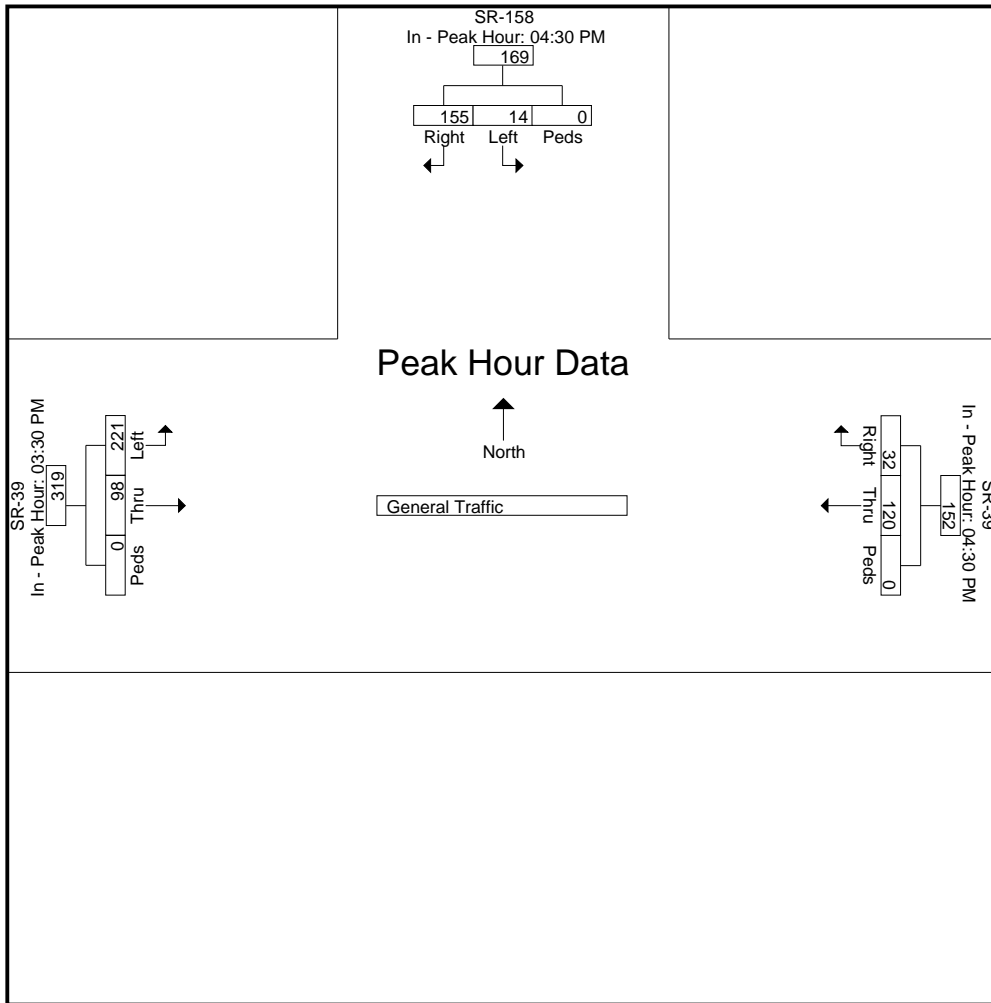 SR-158
In - Peak Hour: 04:30 PM
169
155 14 0
Right Left Peds
Peak Hour Data
North
General Traffic
SR-39
In - Peak Hour: 03:30 PM
319
221 98 0
Left Thru Peds
Right Thru Peds
32 120 0
152
In - Peak Hour: 04:30 PM
SR-39